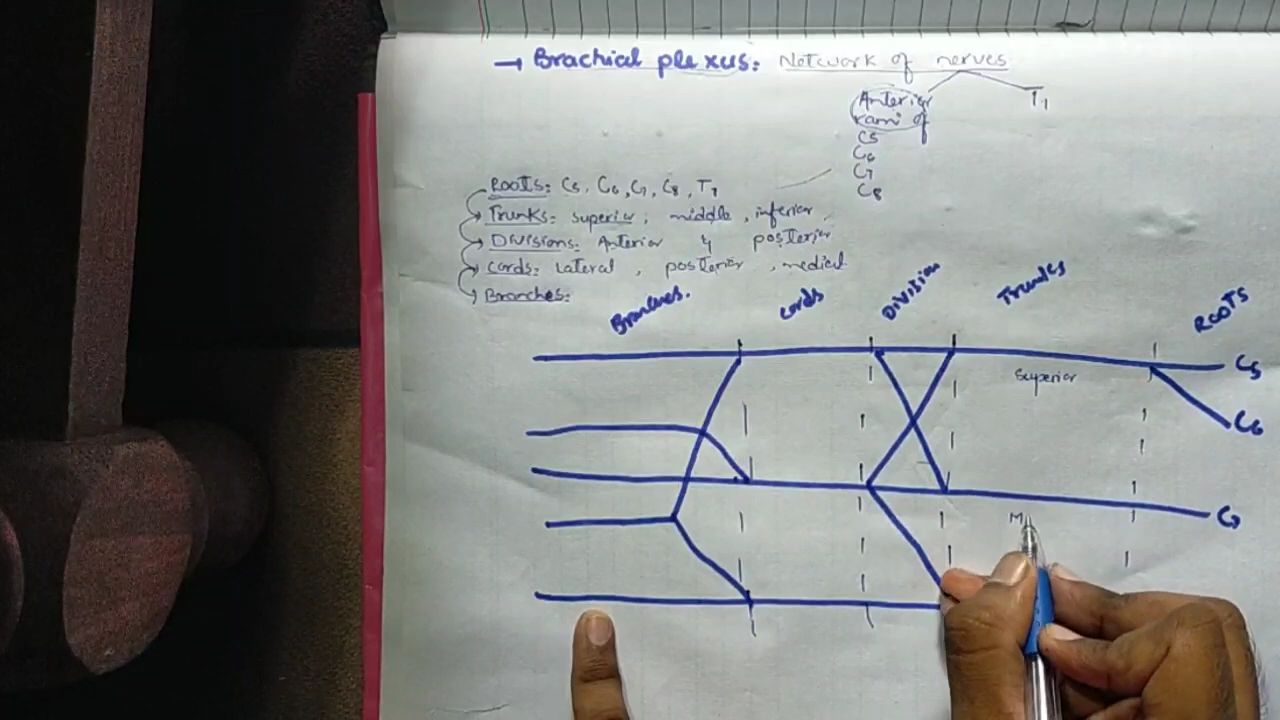 → Brachial plexus: Network of nerves
Anterior T1
rami of
C5
C6
C7
C8
Roots: C5, C6, C7, C8, T1
Trunks: superior, middle, inferior,
Divisions: Anterior & posterior
Cords: Lateral, posterior, medial
Branches:
Branches. cords Division Trunks ROOTS
Superior
C5
C6
C7
M